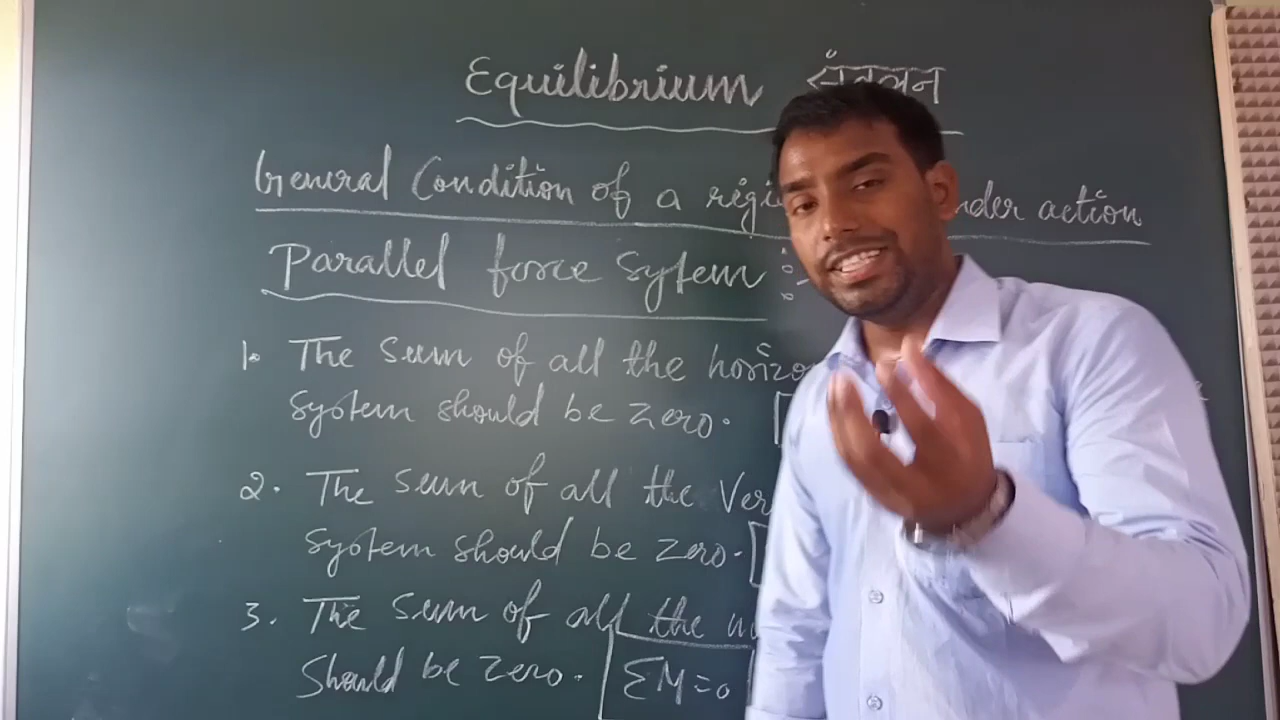 Equilibrium
General Condition of a rigi nder action
Parallel force Sytem :-
1. The sum of all the horizo
System should be zero.
2. The sum of all the Ver
System should be zero.
3. The sum of all the
Should be zero. ΣM=0